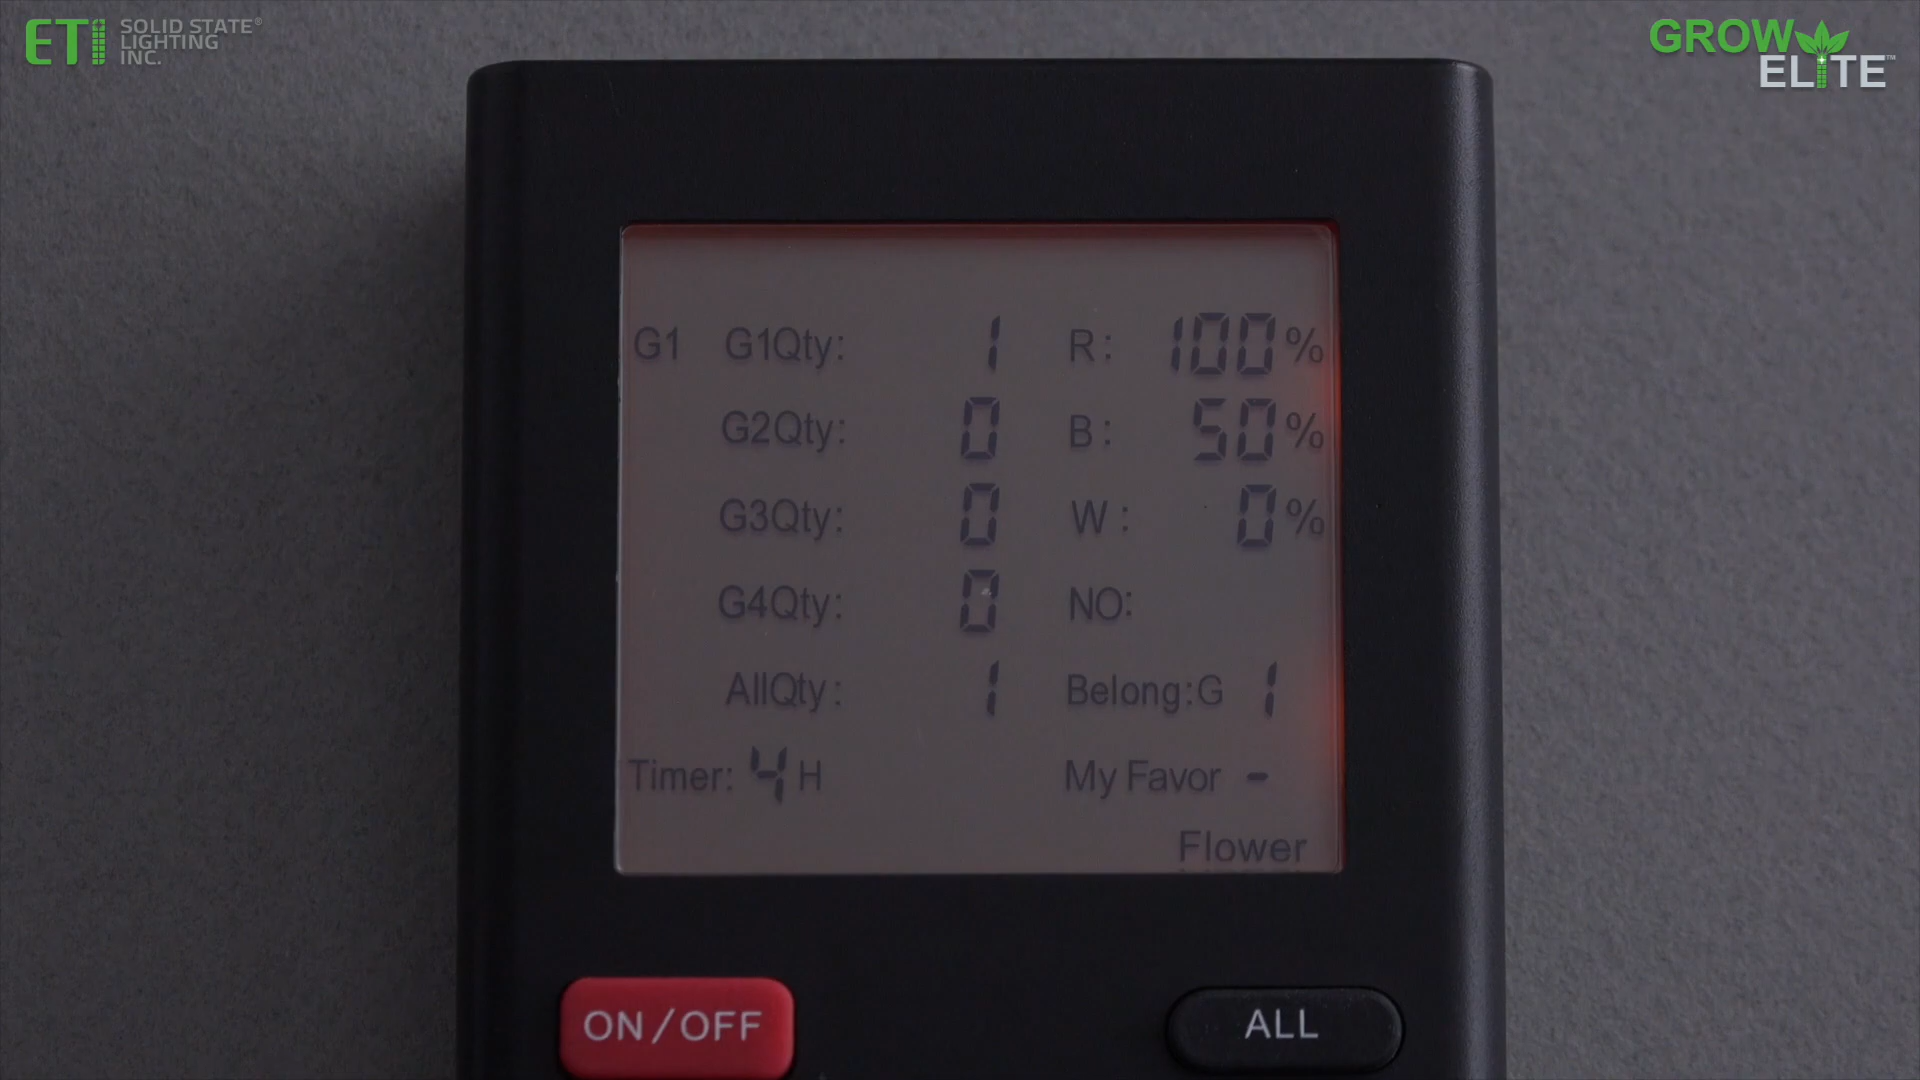 ETI SOLID STATE®
LIGHTING
INC.
GROW
ELITE™
G1 G1Qty: 1 R: 100%
G2Qty: 0 B: 50%
G3Qty: 0 W: 0%
G4Qty: 0 NO:
AllQty: 1 Belong:G 1
Timer: 4 H My Favor -
Flower
ON/OFF ALL